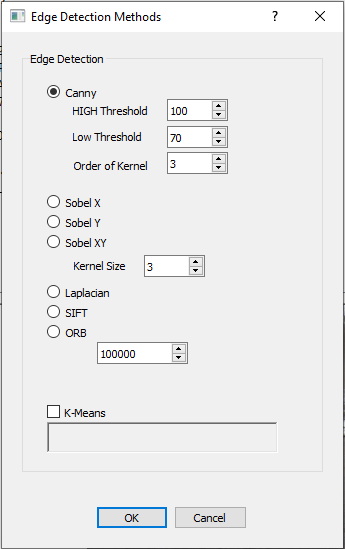 Edge Detection Methods
Edge Detection
Canny
HIGH Threshold 100
Low Threshold 70
Order of Kernel 3
Sobel X
Sobel Y
Sobel XY
Kernel Size 3
Laplacian
SIFT
ORB
100000
K-Means
OK Cancel